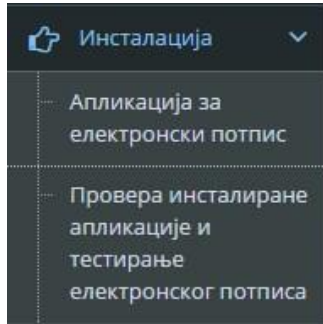 Инсталација
Апликација за
електронски потпис
Провера инсталиране
апликације и
тестирање
електронског потписа